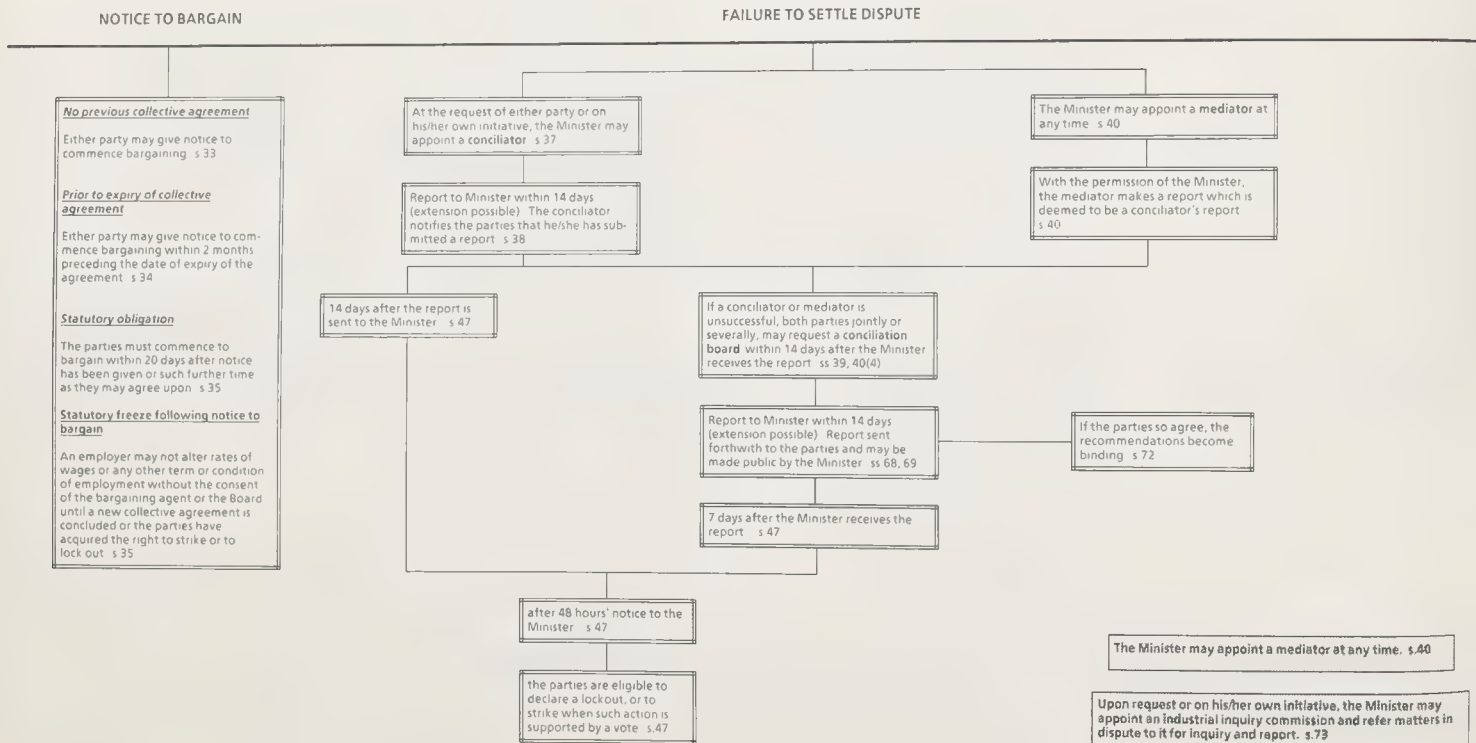 NOTICE TO BARGAIN
FAILURE TO SETTLE DISPUTE
No previous collective agreement
Either party may give notice to
commence bargaining s 33
Prior to expiry of collective
agreement
Either party may give notice to com-
mence bargaining within 2 months
preceding the date of expiry of the
agreement s 34
Statutory obligation
The parties must commence to
bargain within 20 days after notice
has been given or such further time
as they may agree upon s 35
Statutory freeze following notice to
bargain
An employer may not alter rates of
wages or any other term or condition
of employment without the consent
of the bargaining agent or the Board
until a new collective agreement is
concluded or the parties have
acquired the right to strike or to
lock out s 35
At the request of either party or on
his/her own initiative, the Minister may
appoint a conciliator s 37
Report to Minister within 14 days
(extension possible) The conciliator
notifies the parties that he/she has sub-
mitted a report s 38
The Minister may appoint a mediator at
any time s 40
With the permission of the Minister,
the mediator makes a report which is
deemed to be a conciliator's report
s 40
14 days after the report is
sent to the Minister s 47
If a conciliator or mediator is
unsuccessful, both parties jointly or
severally, may request a conciliation
board within 14 days after the Minister
receives the report ss 39, 40(4)
Report to Minister within 14 days
(extension possible) Report sent
forthwith to the parties and may be
made public by the Minister ss 68, 69
If the parties so agree, the
recommendations become
binding s 72
7 days after the Minister receives the
report s 47
after 48 hours' notice to the
Minister s 47
the parties are eligible to
declare a lockout, or to
strike when such action is
supported by a vote s.47
The Minister may appoint a mediator at any time. s.40
Upon request or on his/her own initiative, the Minister may
appoint an industrial inquiry commission and refer matters in
dispute to it for inquiry and report. s.73